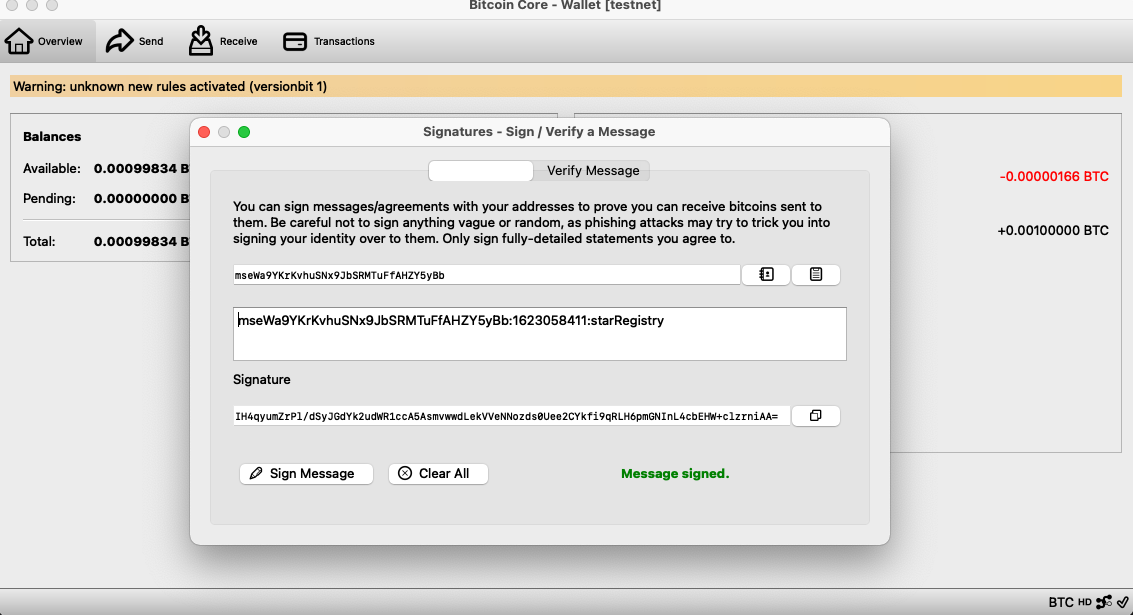 Bitcoin Core - Wallet [testnet]
Overview
Send
Receive
Transactions
Warning: unknown new rules activated (versionbit 1)
Signatures - Sign / Verify a Message
Balances
Available: 0.00099834 B
Pending: 0.00000000 B
Total: 0.00099834 B
-0.00000166 BTC
+0.00100000 BTC
Verify Message
You can sign messages/agreements with your addresses to prove you can receive bitcoins sent to
them. Be careful not to sign anything vague or random, as phishing attacks may try to trick you into
signing your identity over to them. Only sign fully-detailed statements you agree to.
mseWa9YKrKvhuSNx9JbSRMTuFfAHZY5yBb
mseWa9YKrKvhuSNx9JbSRMTuFfAHZY5yBb:1623058411:starRegistry
Signature
IH4qyumZrPl/dSyJGdYk2udWR1ccA5AsmvwwdLekVVeNNozds0Uee2CYkfi9qRLH6pmGNInL4cbEHW+clzrniAA=
Sign Message
Clear All
Message signed.
BTC HD